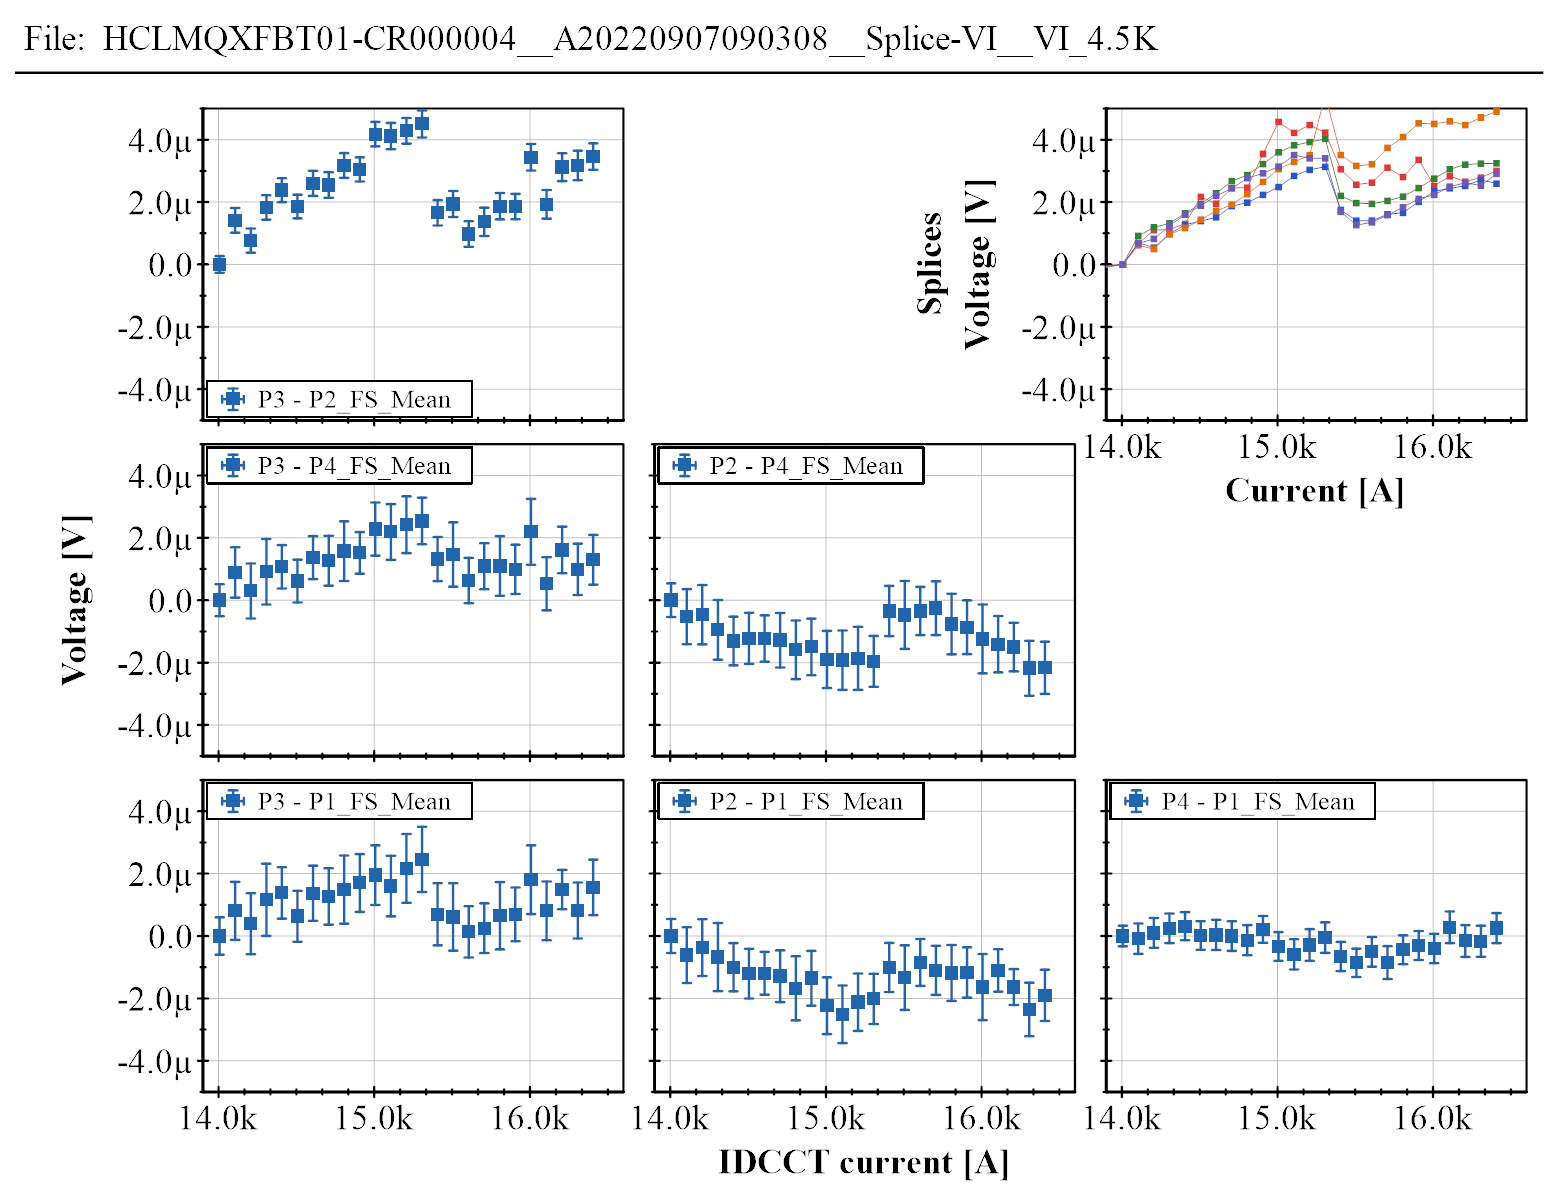 File: HCLMQXFBT01-CR000004__A20220907090308__Splice-VI__VI_4.5K
4.0µ
2.0µ
0.0
-2.0µ
-4.0µ
P3 - P2_FS_Mean
Splices
Voltage [V]
4.0µ
2.0µ
0.0
-2.0µ
-4.0µ
14.0k 15.0k 16.0k
Current [A]
Voltage [V]
4.0µ
2.0µ
0.0
-2.0µ
-4.0µ
P3 - P4_FS_Mean
P2 - P4_FS_Mean
4.0µ
2.0µ
0.0
-2.0µ
-4.0µ
P3 - P1_FS_Mean
P2 - P1_FS_Mean
P4 - P1_FS_Mean
14.0k 15.0k 16.0k
14.0k 15.0k 16.0k
14.0k 15.0k 16.0k
IDCCT current [A]